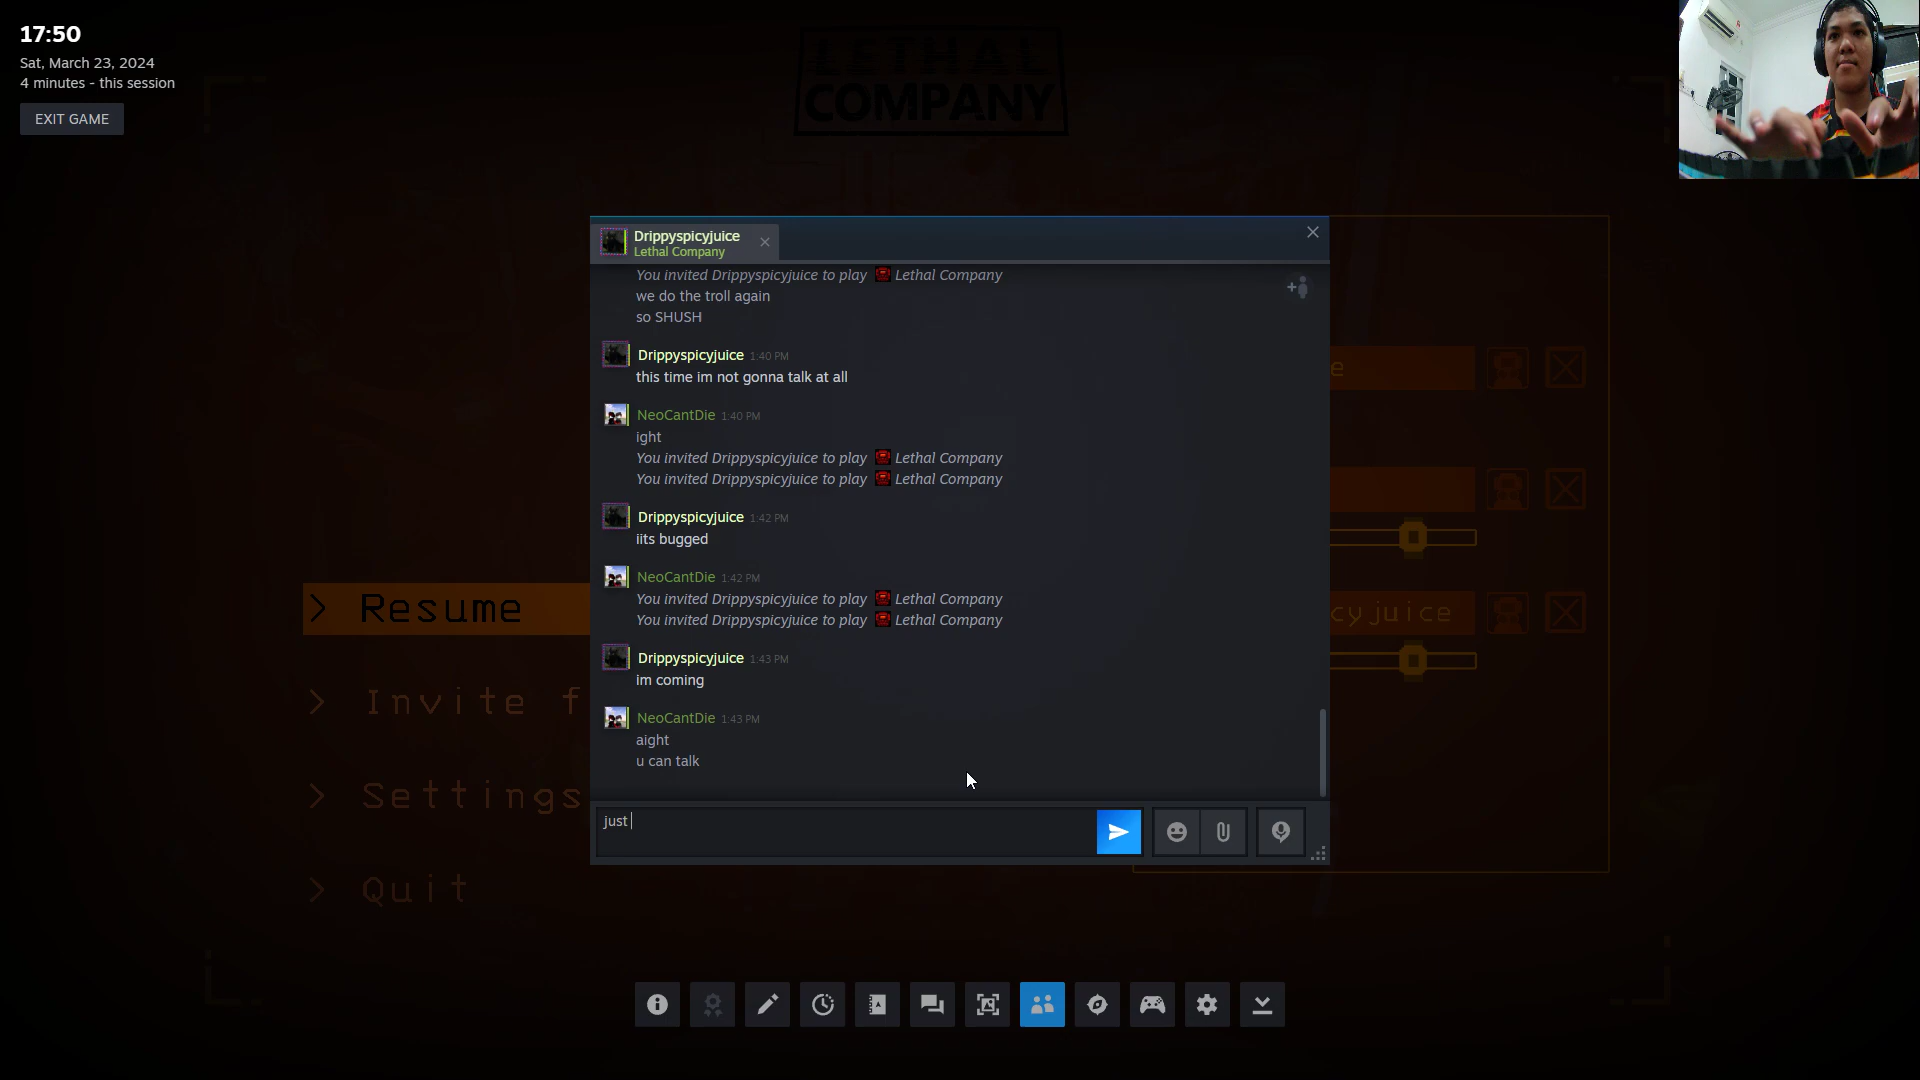 17:50
Sat, March 23, 2024
4 minutes - this session
EXIT GAME
LETHAL
COMPANY
Drippyspicyjuice
Lethal Company
You invited Drippyspicyjuice to play Lethal Company
we do the troll again
so SHUSH
Drippyspicyjuice 1:40 PM
this time im not gonna talk at all
NeoCantDie 1:40 PM
ight
You invited Drippyspicyjuice to play Lethal Company
You invited Drippyspicyjuice to play Lethal Company
Drippyspicyjuice 1:42 PM
iits bugged
NeoCantDie 1:42 PM
You invited Drippyspicyjuice to play Lethal Company
You invited Drippyspicyjuice to play Lethal Company
Drippyspicyjuice 1:43 PM
im coming
NeoCantDie 1:43 PM
aight
u can talk
just
> Resume
> Invite f
> Settings
> Quit
e
cyjuice